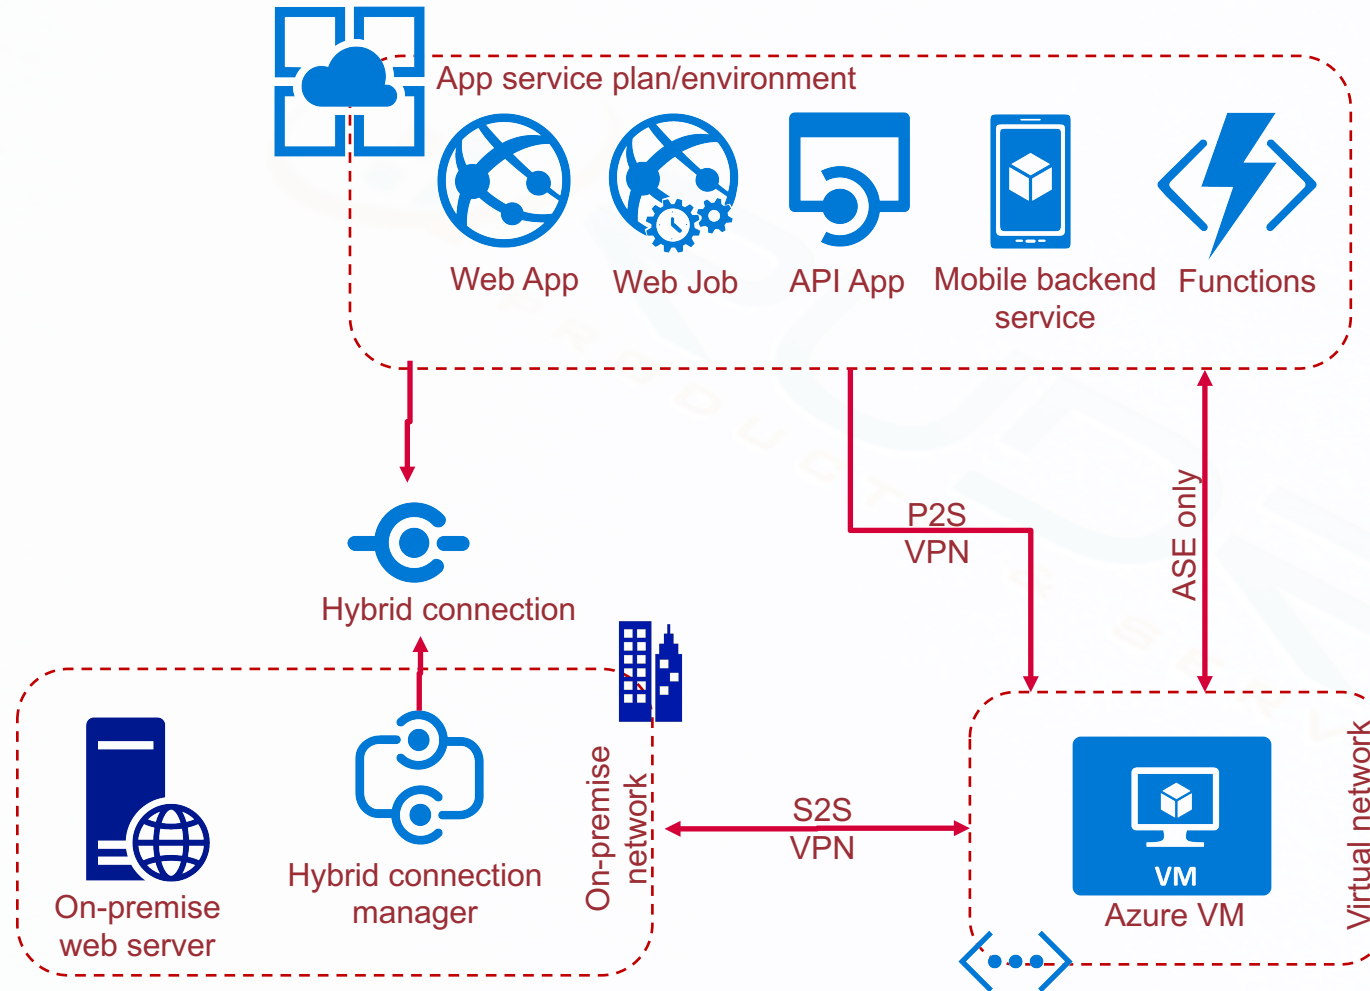 App service plan/environment
Web App
Web Job
API App
Mobile backend
service
Functions
P2S
VPN
ASE only
Hybrid connection
On-premise
network
S2S
VPN
Hybrid connection
manager
On-premise
web server
VM
Azure VM
Virtual network